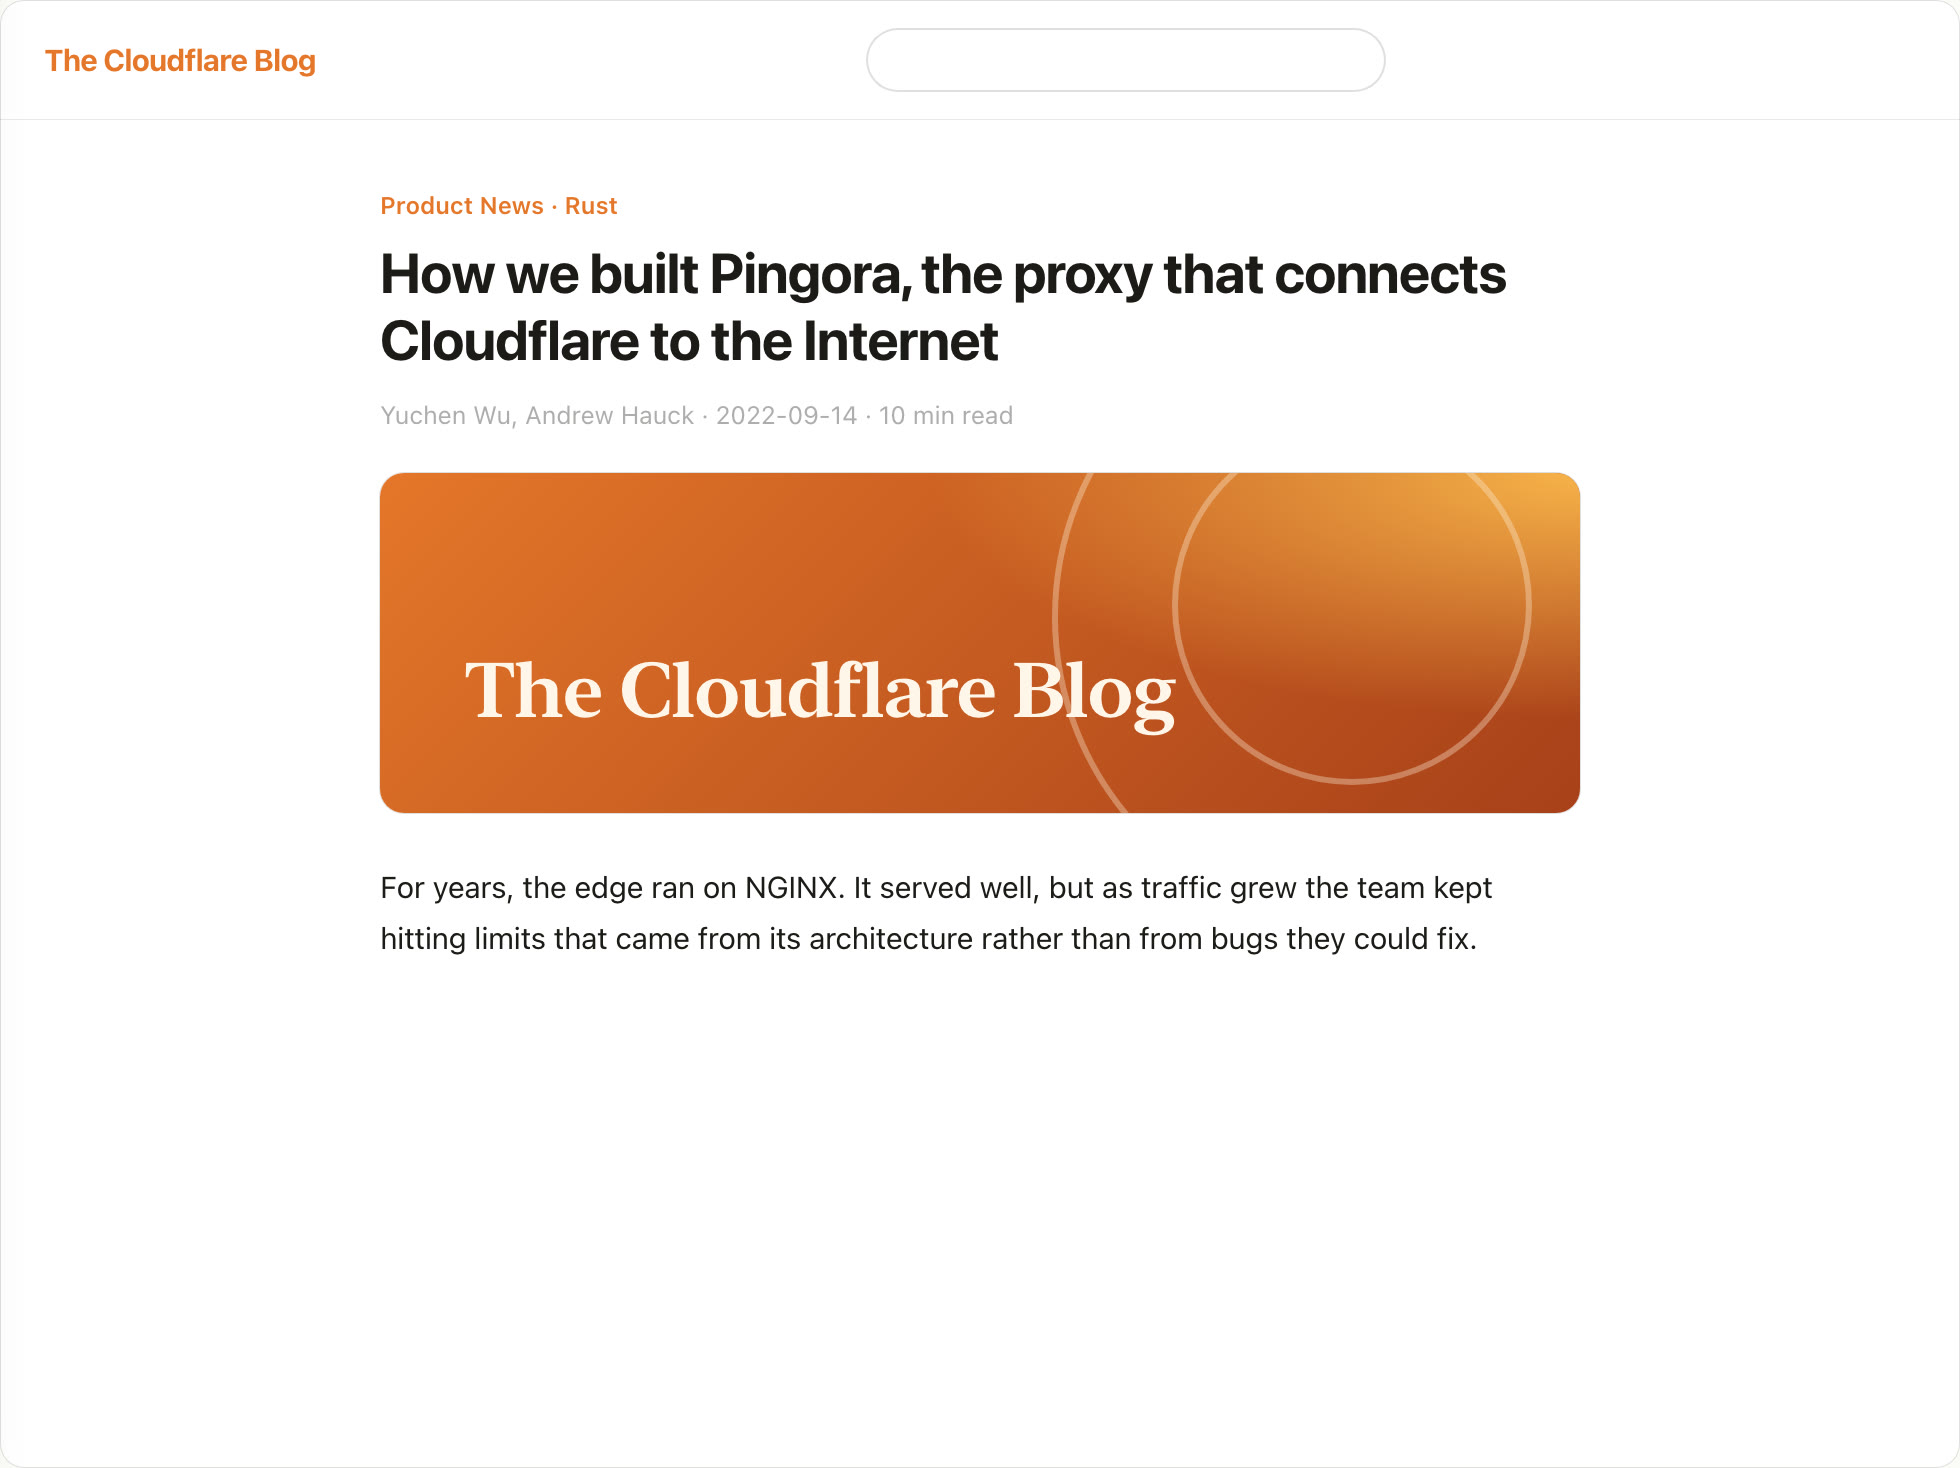 The Cloudflare Blog
Product News · Rust
How we built Pingora, the proxy that connects
Cloudflare to the Internet
Yuchen Wu, Andrew Hauck · 2022-09-14 · 10 min read
The Cloudflare Blog
For years, the edge ran on NGINX. It served well, but as traffic grew the team kept
hitting limits that came from its architecture rather than from bugs they could fix.